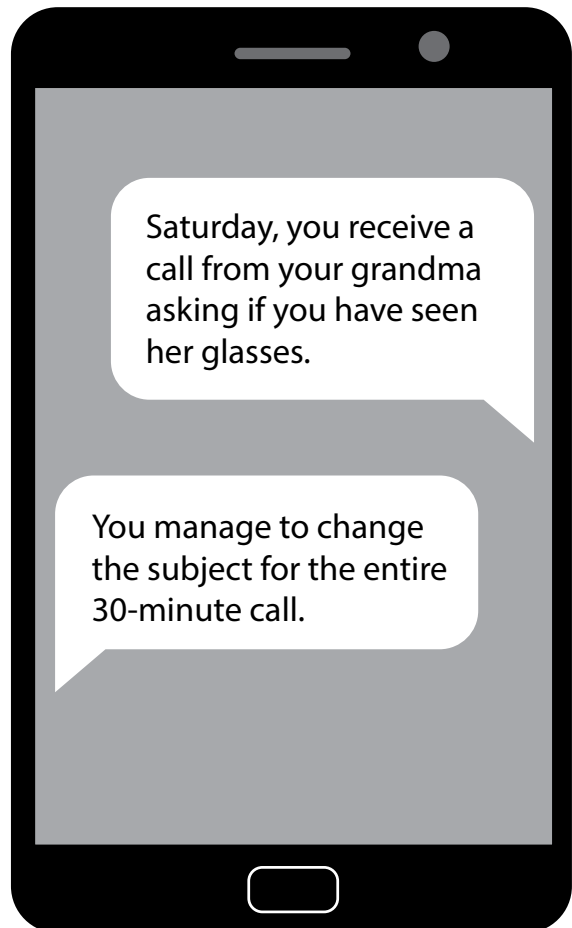 Saturday, you receive a
call from your grandma
asking if you have seen
her glasses.
You manage to change
the subject for the entire
30-minute call.